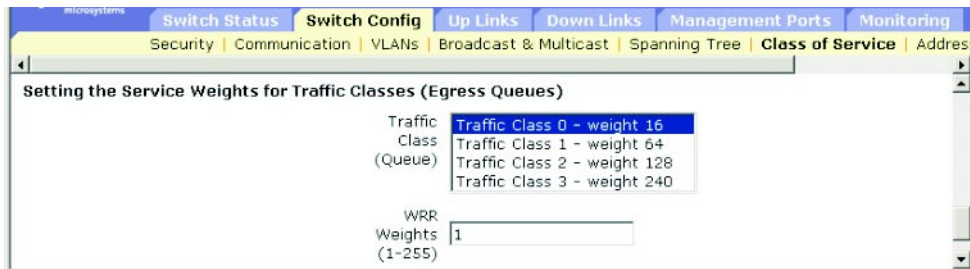 microsystems
Switch Status Switch Config Up Links Down Links Management Ports Monitoring
Security | Communication | VLANs | Broadcast & Multicast | Spanning Tree | Class of Service | Addres
Setting the Service Weights for Traffic Classes (Egress Queues)
Traffic Class (Queue)
Traffic Class 0 - weight 16
Traffic Class 1 - weight 64
Traffic Class 2 - weight 128
Traffic Class 3 - weight 240
WRR Weights (1-255)
1